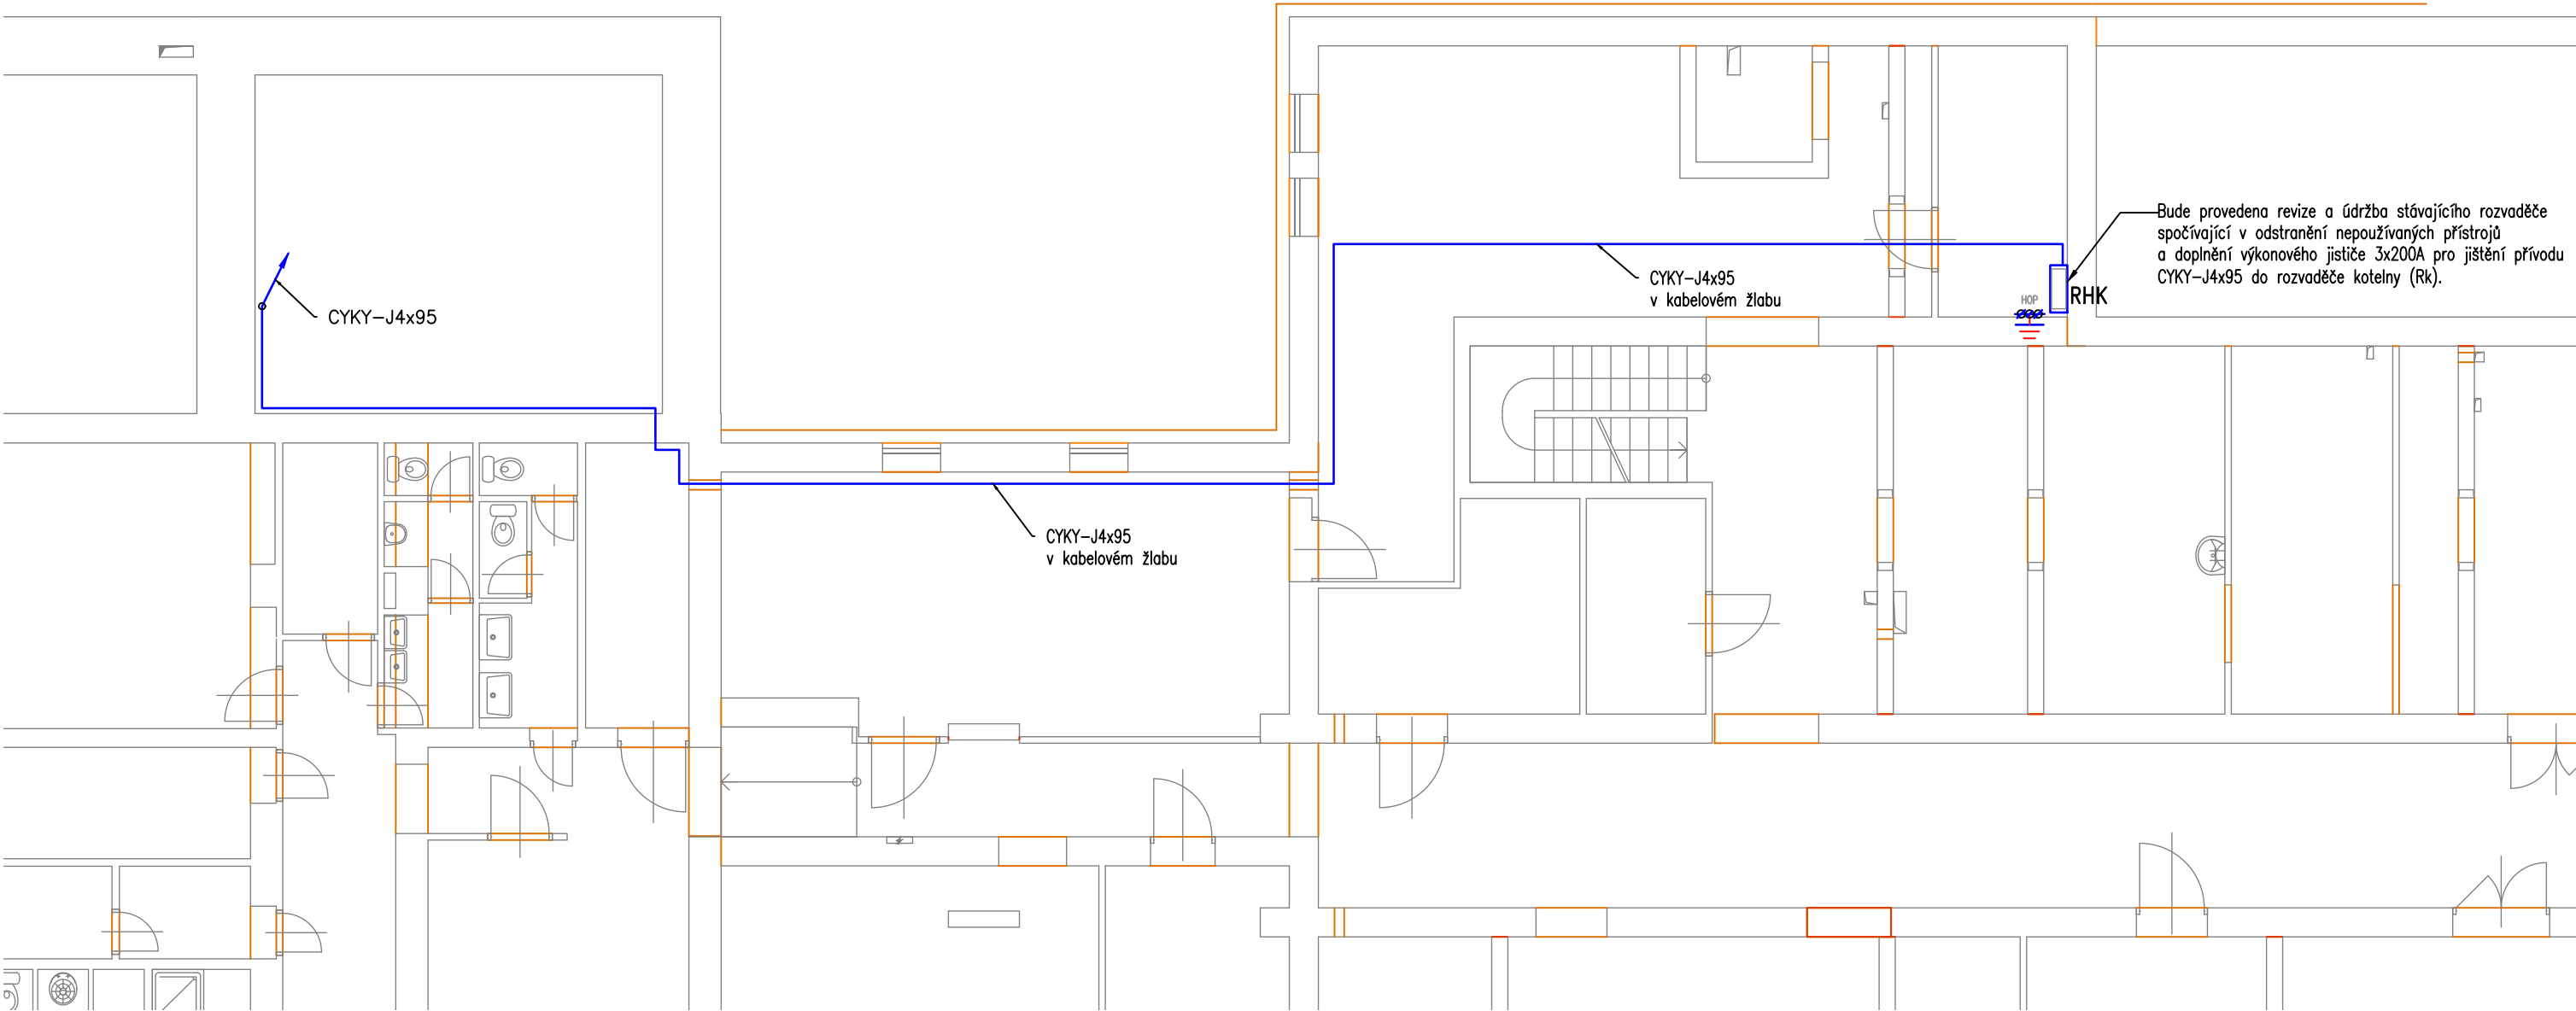 Bude provedena revize a údržba stávajícího rozvaděče
spočívající v odstranění nepoužívaných přístrojů
a doplnění výkonového jističe 3x200A pro jištění přívodu
CYKY-J4x95 do rozvaděče kotelny (Rk).
CYKY-J4x95
v kabelovém žlabu
HOP
RHK
CYKY-J4x95
CYKY-J4x95
v kabelovém žlabu